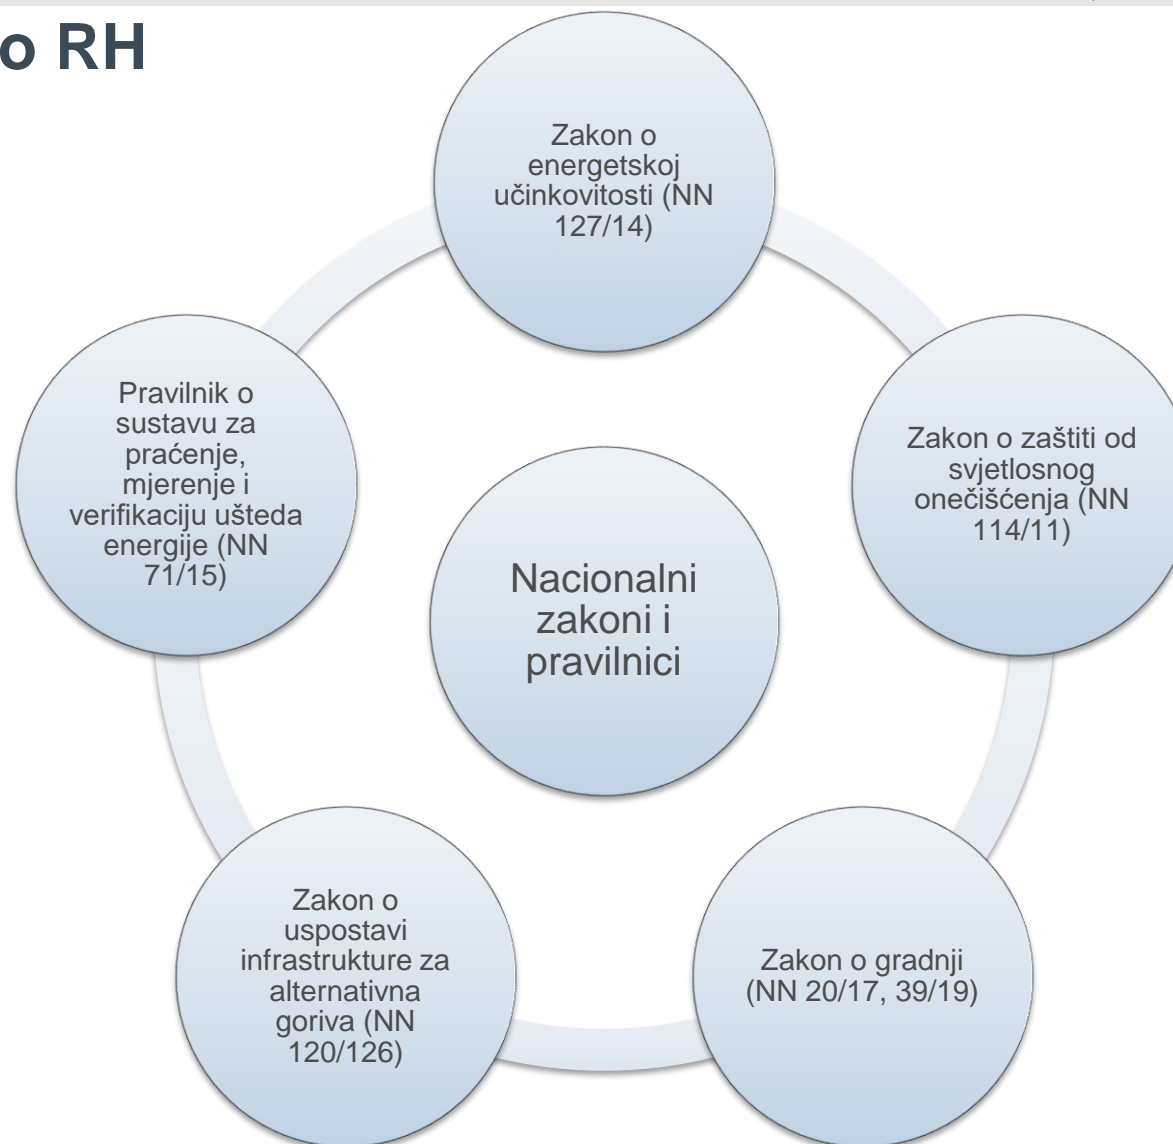 o RH
Zakon o
energetskoj
učinkovitosti (NN
127/14)
Pravilnik o
sustavu za
praćenje,
mjerenje i
verifikaciju ušteda
energije (NN
71/15)
Zakon o zaštiti od
svjetlosnog
onečišćenja (NN
114/11)
Nacionalni
zakoni i
pravilnici
Zakon o
uspostavi
infrastrukture za
alternativna
goriva (NN
120/126)
Zakon o gradnji
(NN 20/17, 39/19)